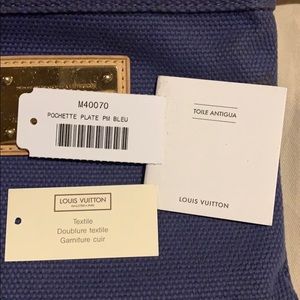 M40070
POCHETTE PLATE PM BLEU
TOILE ANTIGUA
LOUIS VUITTON
LOUIS VUITTON
Textile
Doublure textile
Garniture cuir